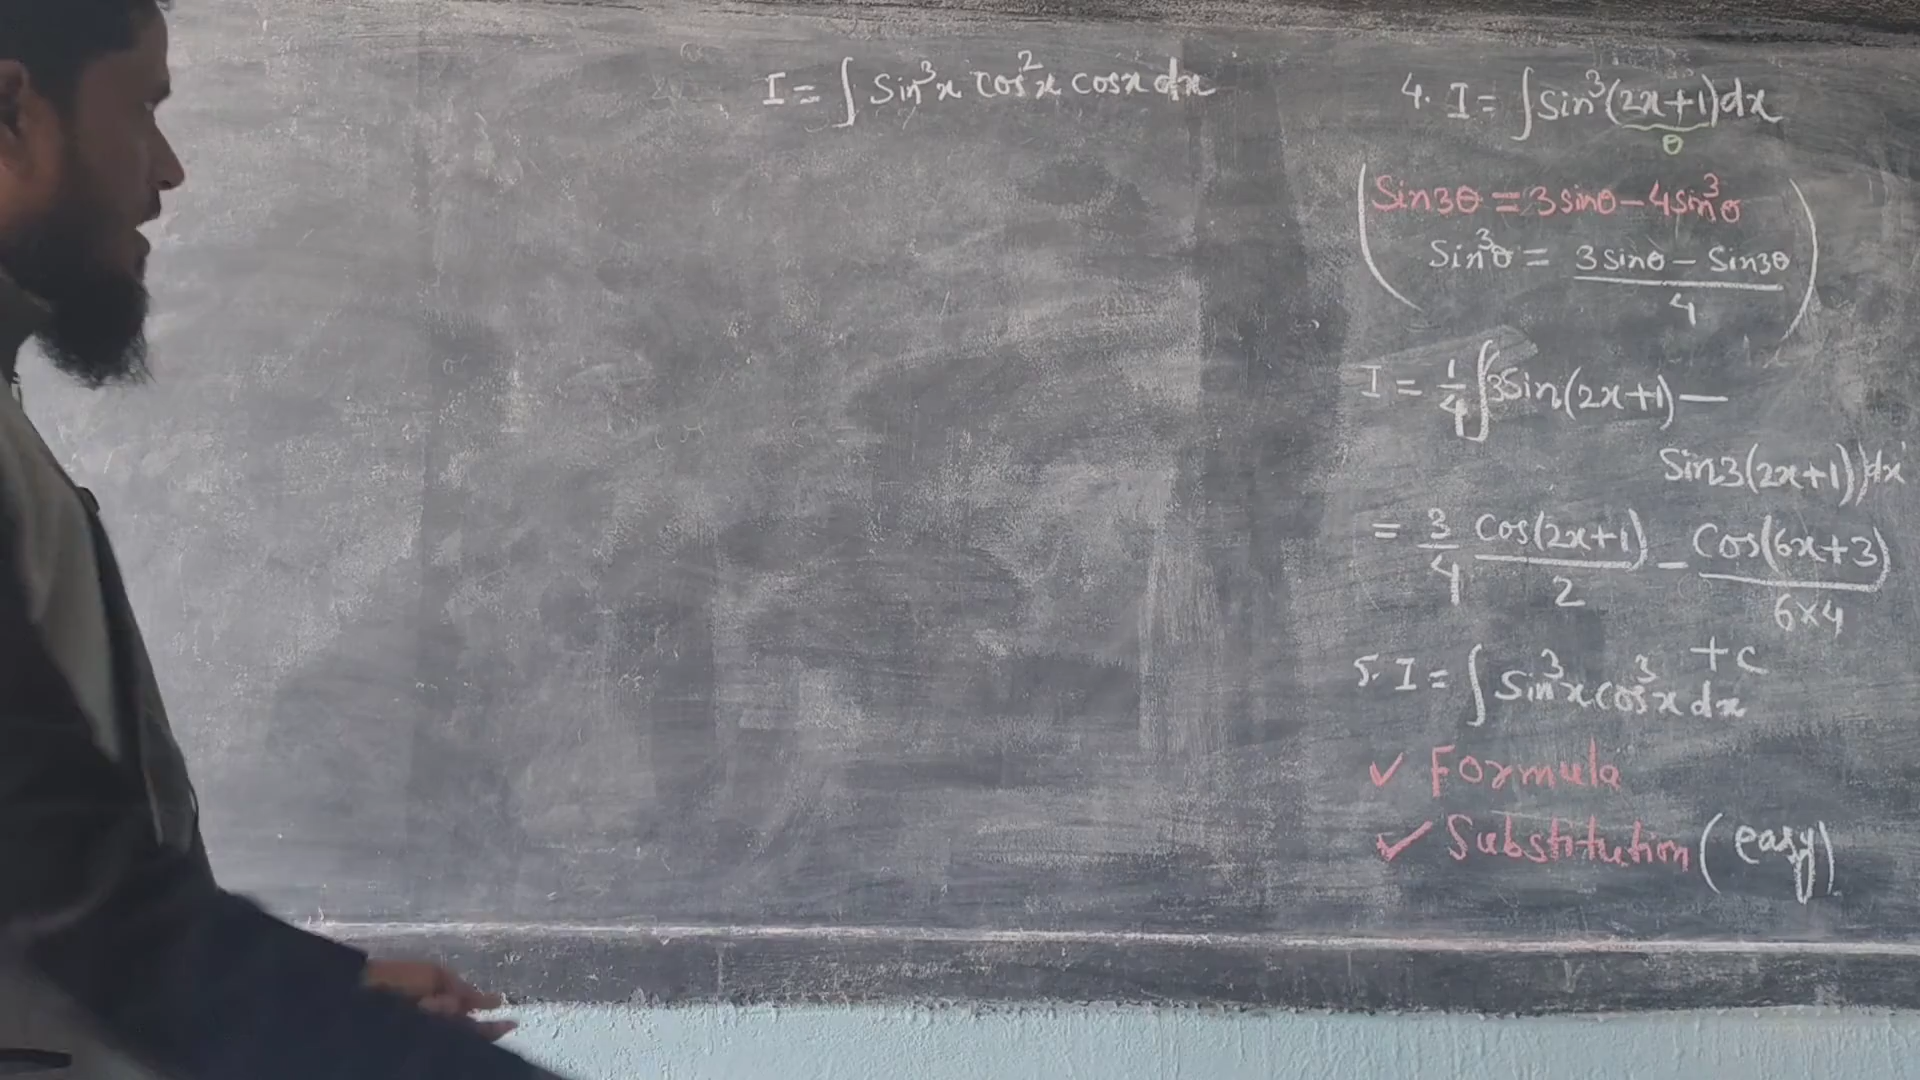 I = ∫ Sin³x cos²x cosx dx
4. I = ∫ sin³(2x+1)dx
θ
(Sin3θ = 3sinθ - 4sin³θ
Sin³θ = 3sinθ - Sin3θ / 4)
I = 1/4 ∫3Sin(2x+1) —
Sin3(2x+1))dx
= 3/4 cos(2x+1)/2 - cos(6x+3)/6×4
+c
5. I = ∫ Sin³x cos³x dx
✓ Formula
✓ Substitution (easy)